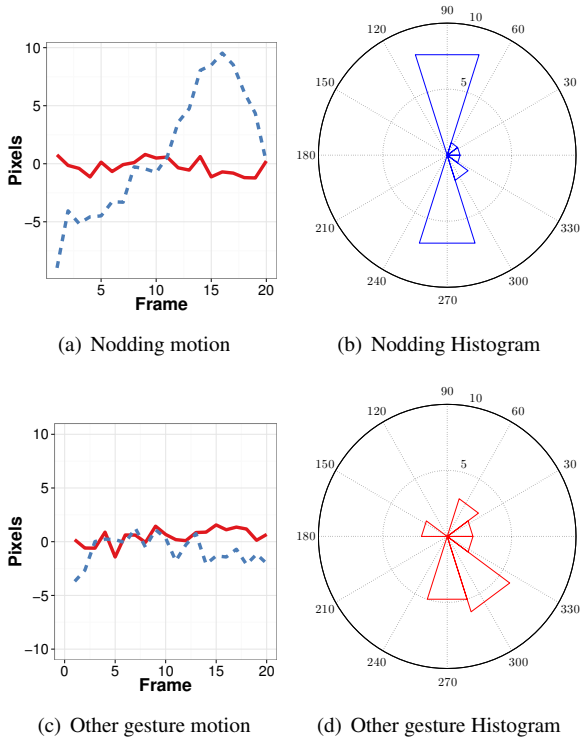 10
5
0
−5
Pixels
5 10 15 20
Frame
(a) Nodding motion
90
120 10 60
150 5 30
180 0
210 330
240 300
270
(b) Nodding Histogram
10
5
0
−5
−10
Pixels
0 5 10 15 20
Frame
(c) Other gesture motion
90
120 10 60
150 5 30
180 0
210 330
240 300
270
(d) Other gesture Histogram